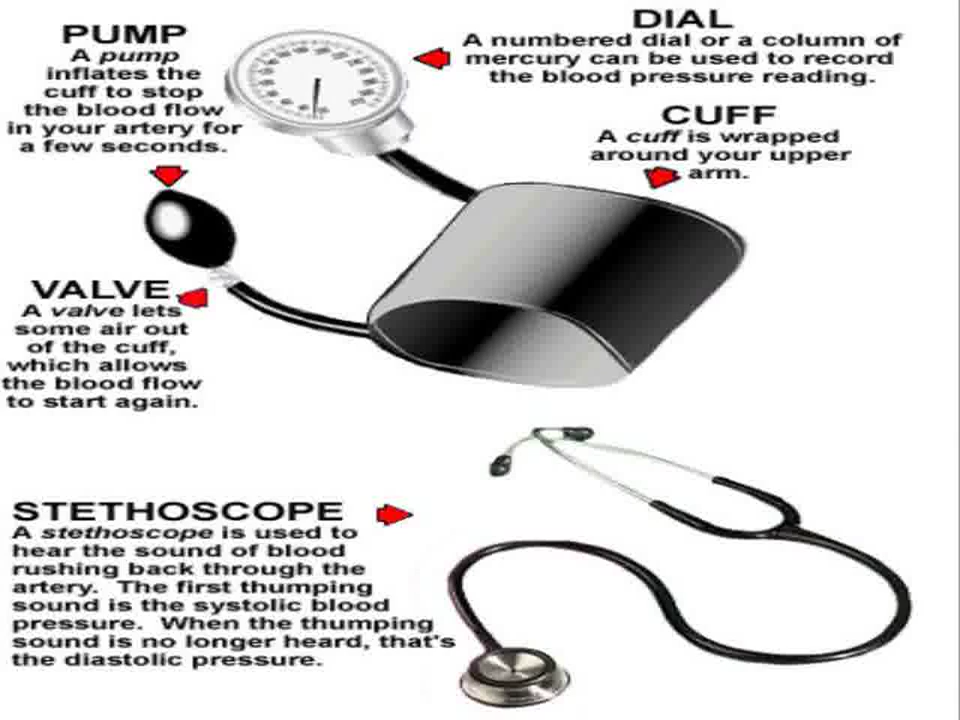 PUMP
A pump
inflates the
cuff to stop
the blood flow
in your artery for
a few seconds.
DIAL
A numbered dial or a column of
mercury can be used to record
the blood pressure reading.
CUFF
A cuff is wrapped
around your upper
arm.
VALVE
A valve lets
some air out
of the cuff,
which allows
the blood flow
to start again.
STETHOSCOPE
A stethoscope is used to
hear the sound of blood
rushing back through the
artery. The first thumping
sound is the systolic blood
pressure. When the thumping
sound is no longer heard, that's
the diastolic pressure.